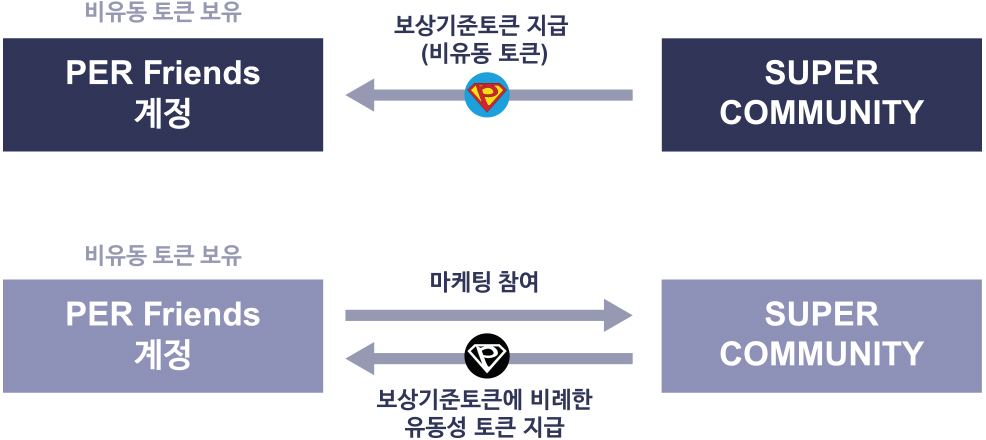 비유동 토큰 보유
PER Friends
계정
보상기준토큰 지급
(비유동 토큰)
P
SUPER
COMMUNITY
비유동 토큰 보유
PER Friends
계정
마케팅 참여
P
보상기준토큰에 비례한
유동성 토큰 지급
SUPER
COMMUNITY